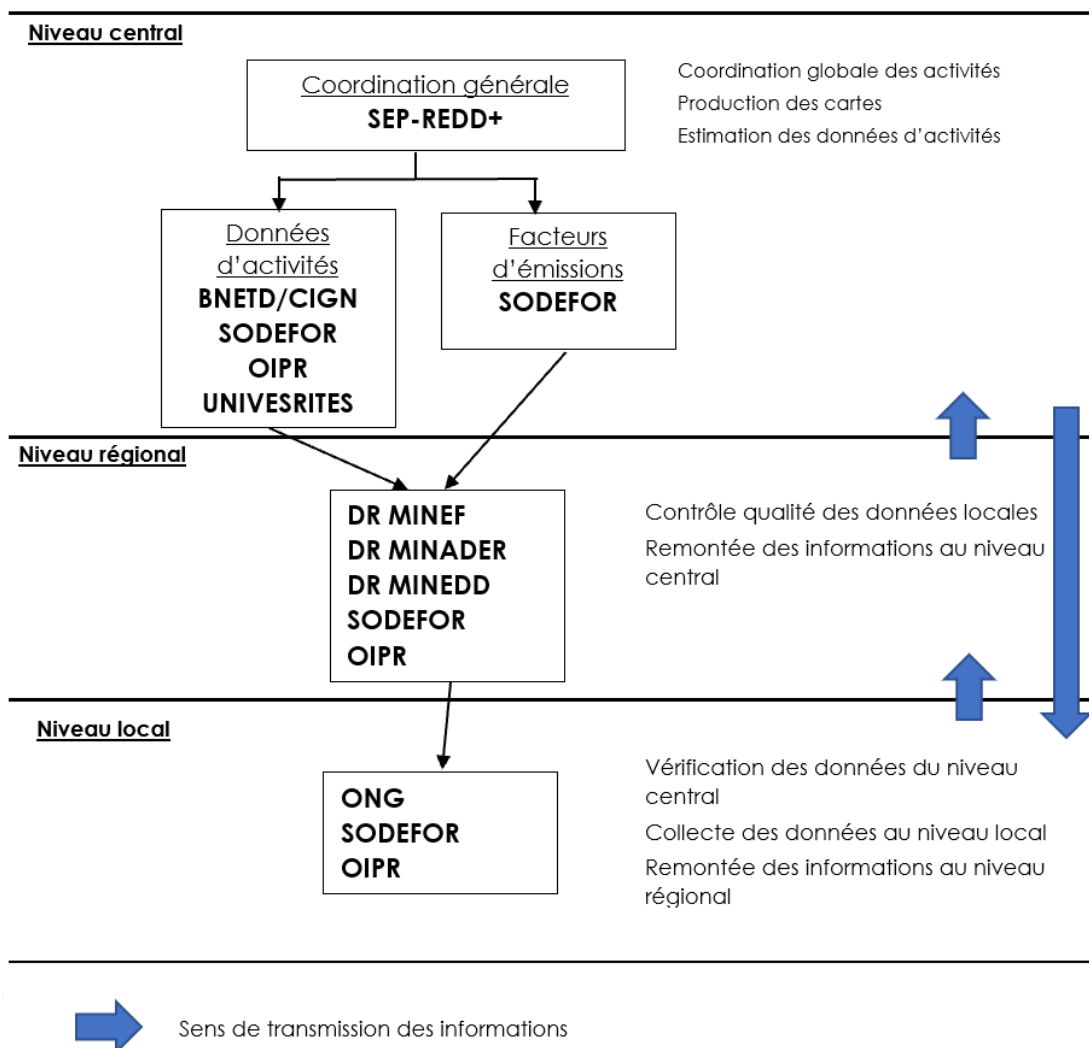 Niveau central
Coordination générale
SEP-REDD+
Coordination globale des activités
Production des cartes
Estimation des données d'activités
Données
d'activités
BNETD/CIGN
SODEFOR
OIPR
UNIVESRITES
Facteurs
d'émissions
SODEFOR
Niveau régional
DR MINEF
DR MINADER
DR MINEDD
SODEFOR
OIPR
Contrôle qualité des données locales
Remontée des informations au niveau
central
Niveau local
ONG
SODEFOR
OIPR
Vérification des données du niveau
central
Collecte des données au niveau local
Remontée des informations au niveau
régional
Sens de transmission des informations